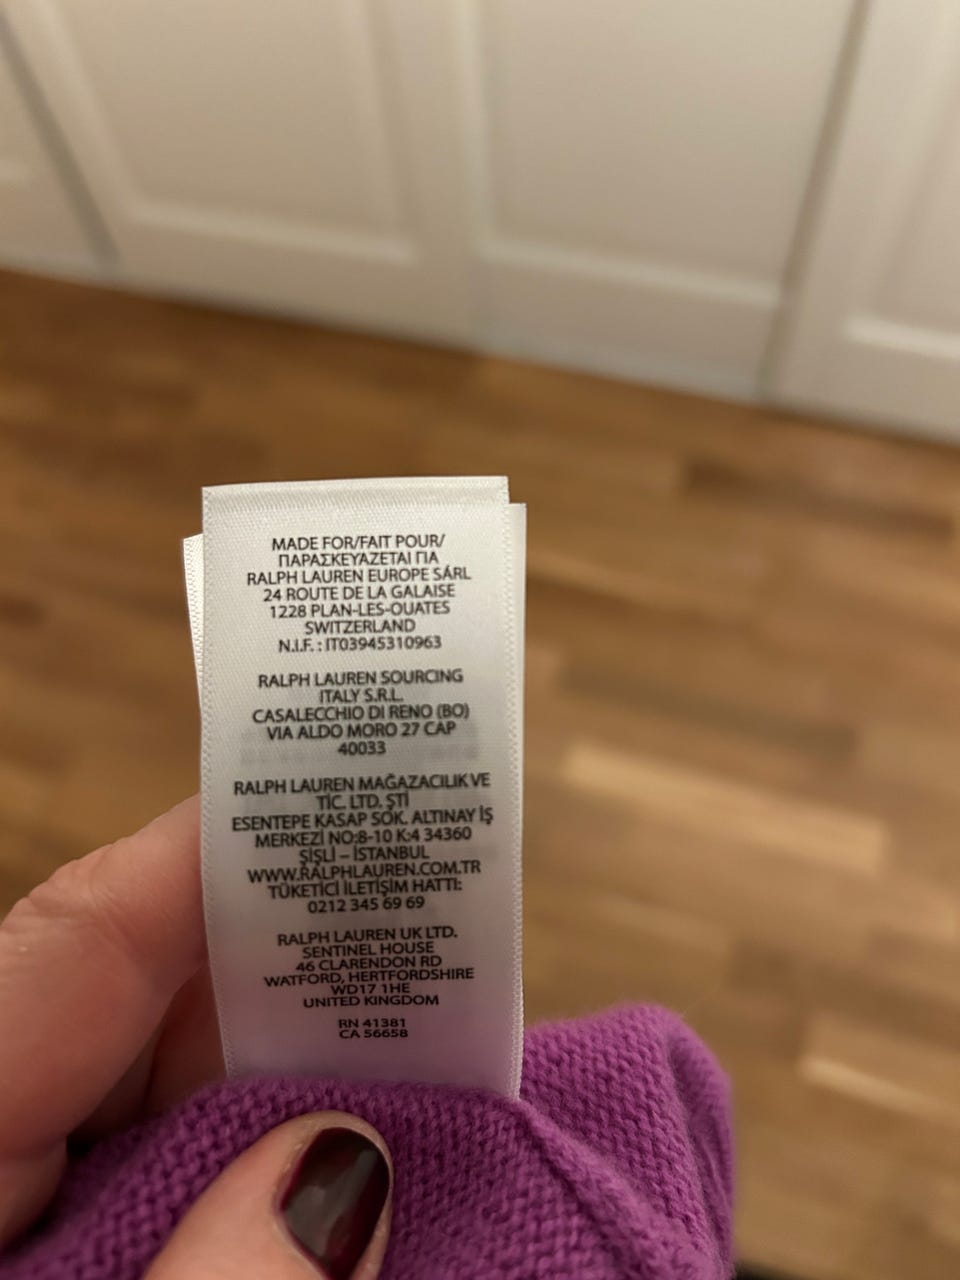 MADE FOR/FAIT POUR/
ΠΑΡΑΣΚΕΥΑΖΕΤΑΙ ΓΙΑ
RALPH LAUREN EUROPE SÁRL
24 ROUTE DE LA GALAISE
1228 PLAN-LES-OUATES
SWITZERLAND
N.I.F. : IT03945310963
RALPH LAUREN SOURCING
ITALY S.R.L.
CASALECCHIO DI RENO (BO)
VIA ALDO MORO 27 CAP
40033
RALPH LAUREN MAĞAZACILIK VE
TİC. LTD. ŞTİ
ESENTEPE KASAP SOK. ALTINAY İŞ
MERKEZİ NO:8-10 K:4 34360
ŞİŞLİ – İSTANBUL
WWW.RALPHLAUREN.COM.TR
TÜKETİCİ İLETİŞİM HATTI:
0212 345 69 69
RALPH LAUREN UK LTD.
SENTINEL HOUSE
46 CLARENDON RD
WATFORD, HERTFORDSHIRE
WD17 1HE
UNITED KINGDOM
RN 41381
CA 56658